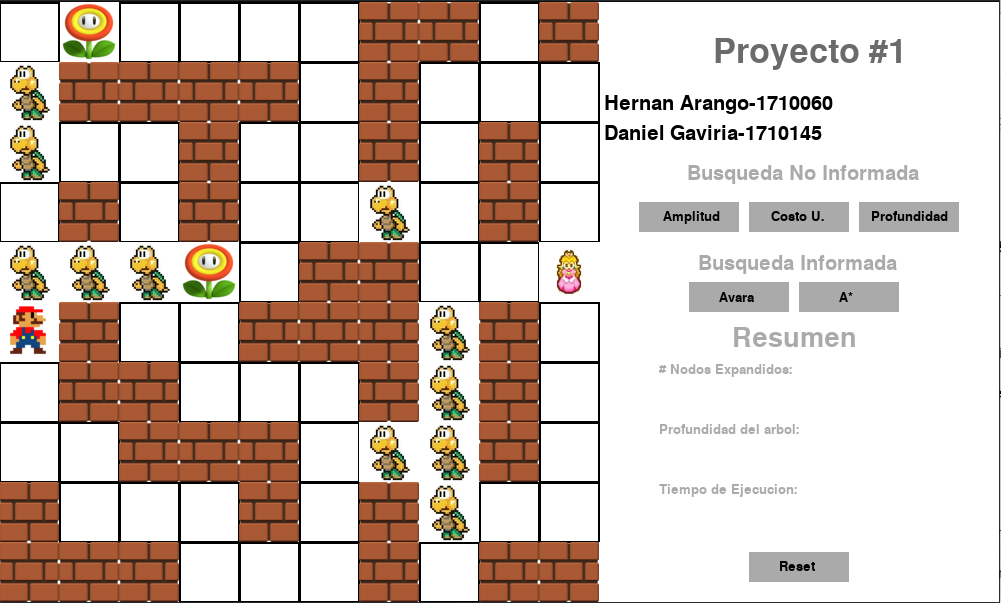 Proyecto #1
Hernan Arango-1710060
Daniel Gaviria-1710145
Busqueda No Informada
Amplitud
Costo U.
Profundidad
Busqueda Informada
Avara
A*
Resumen
# Nodos Expandidos:
Profundidad del arbol:
Tiempo de Ejecucion:
Reset